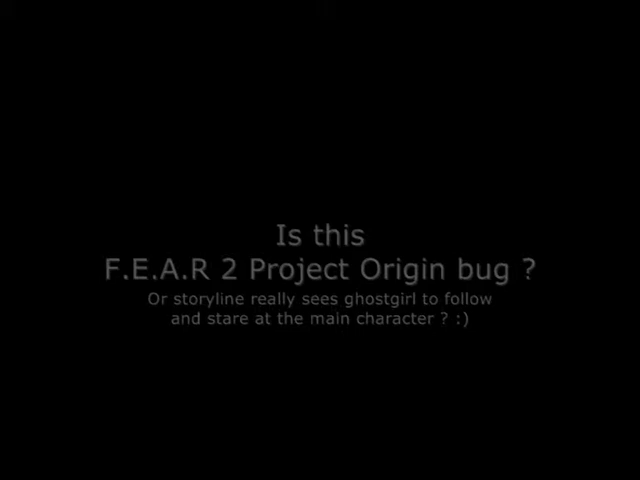 Is this
F.E.A.R 2 Project Origin bug ?
Or storyline really sees ghostgirl to follow
and stare at the main character ? :)